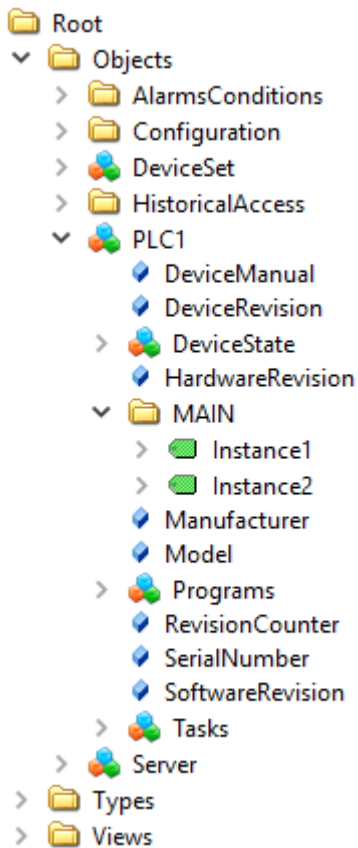 Root
Objects
AlarmsConditions
Configuration
DeviceSet
HistoricalAccess
PLC1
DeviceManual
DeviceRevision
DeviceState
HardwareRevision
MAIN
Instance1
Instance2
Manufacturer
Model
Programs
RevisionCounter
SerialNumber
SoftwareRevision
Tasks
Server
Types
Views